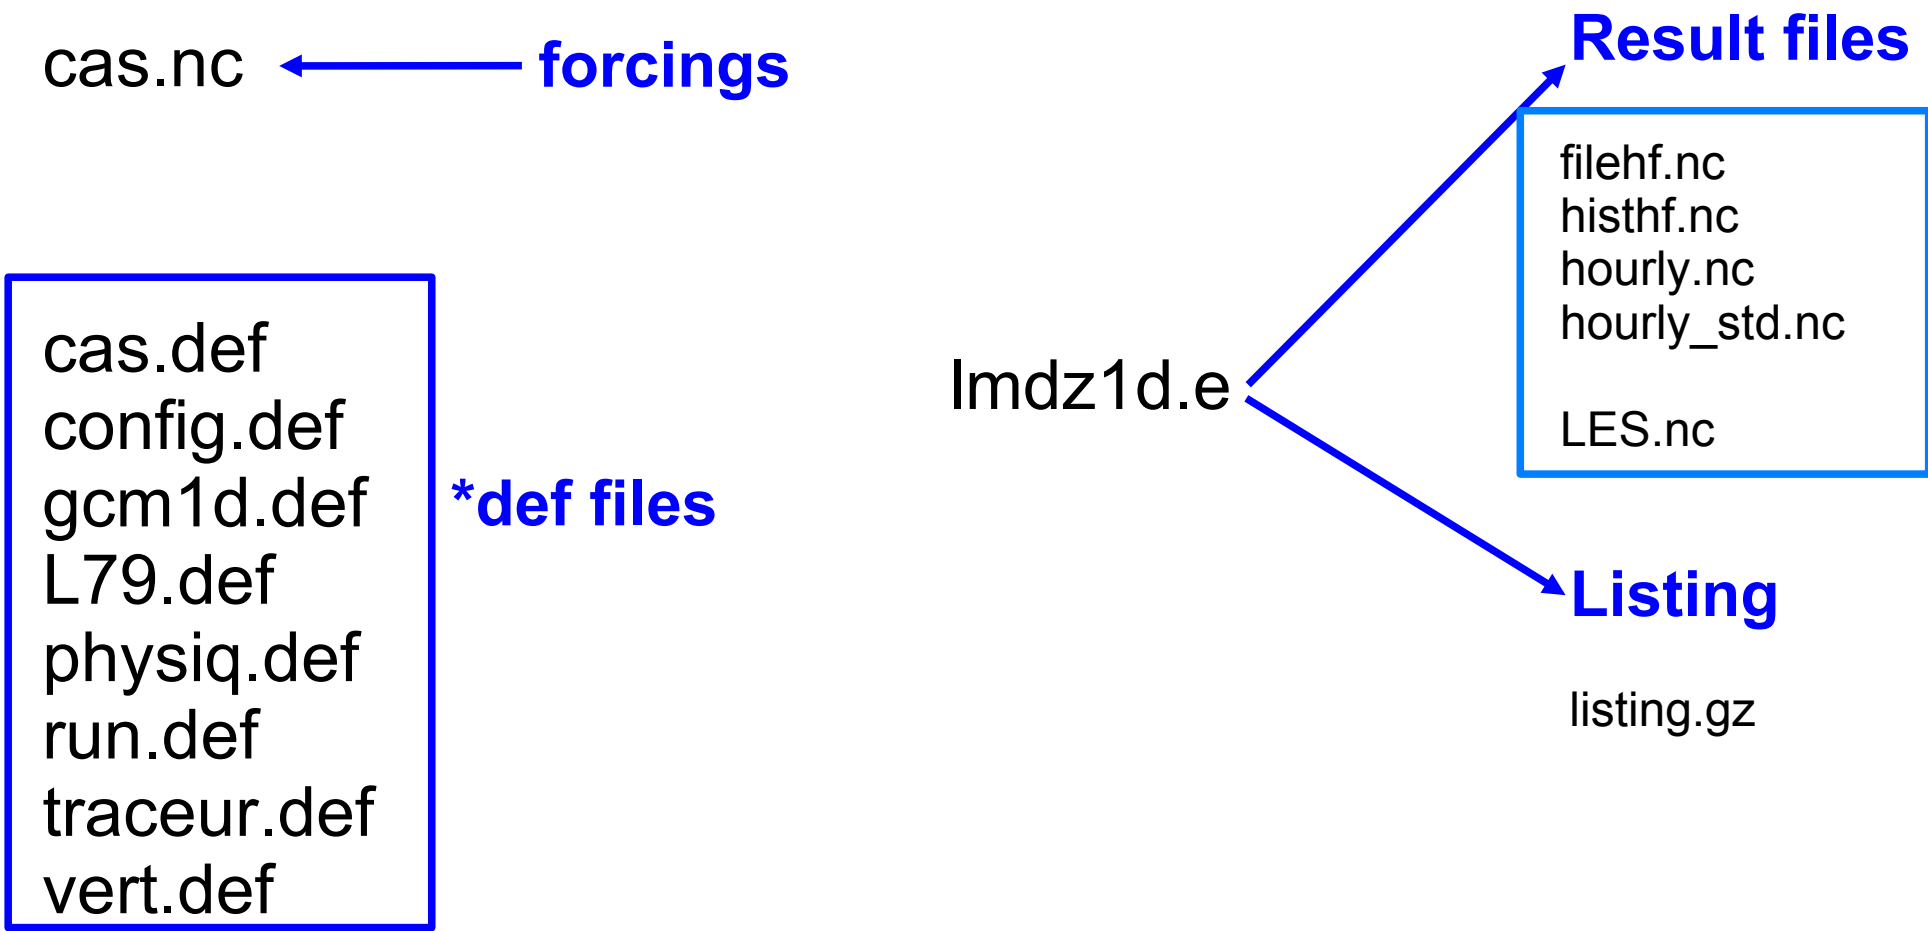 cas.nc
forcings
cas.def
config.def
gcm1d.def
L79.def
physiq.def
run.def
traceur.def
vert.def
*def files
lmdz1d.e
Result files
filehf.nc
histhf.nc
hourly.nc
hourly_std.nc
LES.nc
Listing
listing.gz